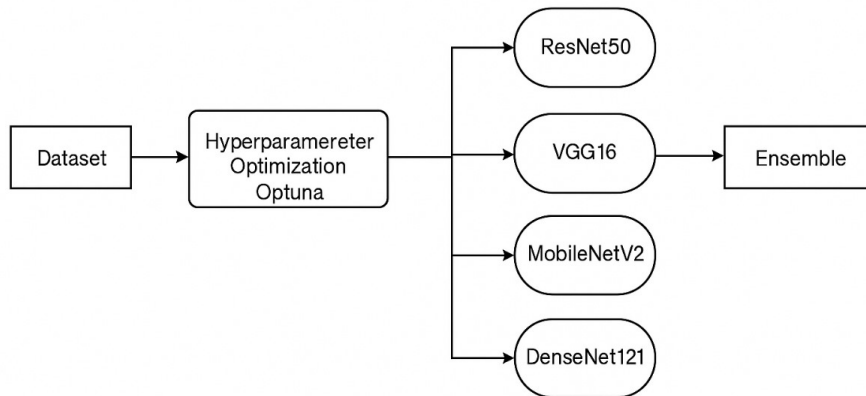 Dataset
Hyperparamereter
Optimization
Optuna
ResNet50
VGG16
MobileNetV2
DenseNet121
Ensemble